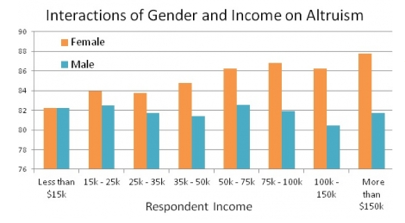 Interactions of Gender and Income on Altruism
90
88
86
84
82
80
78
76
Female
Male
Less than
$15k
15k - 25k
25k - 35k
35k - 50k
50k - 75k
75k - 100k
100k -
150k
More
than
$150k
Respondent Income